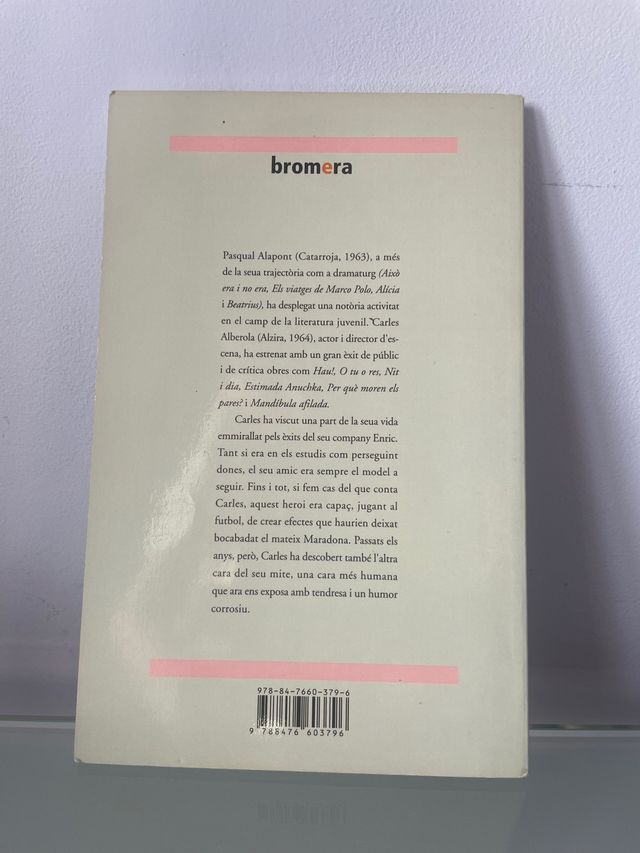 bromera
Pasqual Alapont (Catarroja, 1963), a més
de la seua trajectòria com a dramaturg (Això
era i no era, Els viatges de Marco Polo, Alícia
i Beatrius), ha desplegat una notòria activitat
en el camp de la literatura juvenil. Carles
Alberola (Alzira, 1964), actor i director d'es-
cena, ha estrenat amb un gran èxit de públic
i de crítica obres com Hau!, O tu o res, Nit
i dia, Estimada Anuchka, Per què moren els
pares? i Mandíbula afilada.
Carles ha viscut una part de la seua vida
emmirallat pels èxits del seu company Enric.
Tant si era en els estudis com perseguint
dones, el seu amic era sempre el model a
seguir. Fins i tot, si fem cas del que conta
Carles, aquest heroi era capaç, jugant al
futbol, de crear efectes que haurien deixat
bocabadat el mateix Maradona. Passats els
anys, però, Carles ha descobert també l'altra
cara del seu mite, una cara més humana
que ara ens exposa amb tendresa i un humor
corrosiu.
978-84-7660-379-6
9 788476 603796